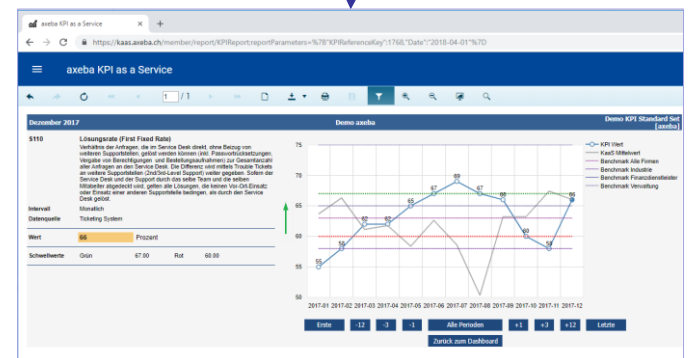 axeba KPI as a Service
https://kaas.axeba.ch/member/report/KPIReport:reportParameters=%7B"KPIReferenceKey":1768,"Date":"2018-04-01"%7D
axeba KPI as a Service
1 / 1
Dezember 2017 Demo axeba Demo KPI Standard Set
[axeba]
S110 Lösungsrate (First Fixed Rate)
Verhältnis der Anfragen, die im Service Desk direkt, ohne Beizug von
weiteren Supportstellen, gelöst werden können (inkl. Passwortrücksetzungen,
Vergabe von Berechtigungen und Bestellungsaufnahmen) zur Gesamtanzahl
aller Anfragen an den Service Desk. Die Differenz wird mittels Trouble Tickets
an weitere Supportstellen (2nd/3rd-Level Support) weiter gegeben. Sofern der
Service Desk und der Support durch das selbe Team und die selben
Mitarbeiter abgedeckt wird, gelten alle Lösungen, die keinen Vor-Ort-Einsatz
oder Einsatz einer anderen Supportstelle bedingen, als durch den Service
Desk gelöst.
Intervall Monatlich
Datenquelle Ticketing System
Wert 66 Prozent
Schwellwerte Grün 67.00 Rot 60.00
75
70
65
60
55
50
55
58
62
62
65
67
69
67
66
60
58
66
2017-01 2017-02 2017-03 2017-04 2017-05 2017-06 2017-07 2017-08 2017-09 2017-10 2017-11 2017-12
KPI Wert
KaaS Mittelwert
Benchmark Alle Firmen
Benchmark Industrie
Benchmark Finanzdienstleister
Benchmark Verwaltung
Erste -12 -3 -1 Alle Perioden +1 +3 +12 Letzte
Zurück zum Dashboard